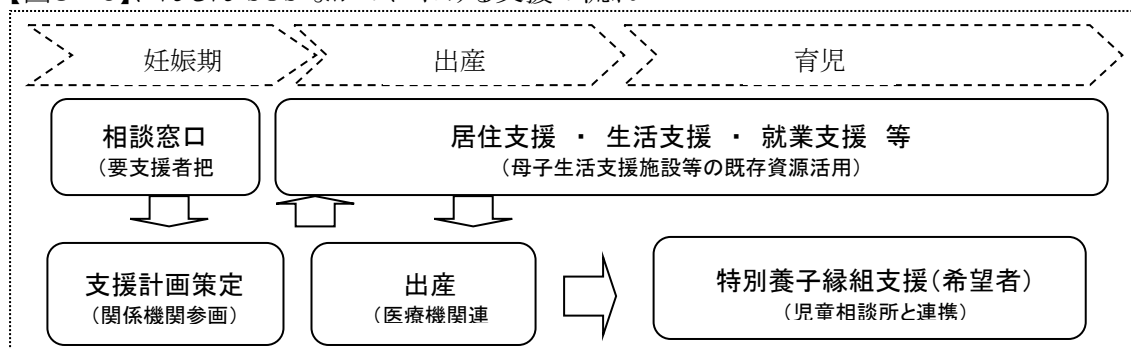 妊娠期
出産
育児
相談窓口
(要支援者把
居住支援 ・ 生活支援 ・ 就業支援 等
(母子生活支援施設等の既存資源活用)
支援計画策定
(関係機関参画)
出産
(医療機関連
特別養子縁組支援(希望者)
(児童相談所と連携)